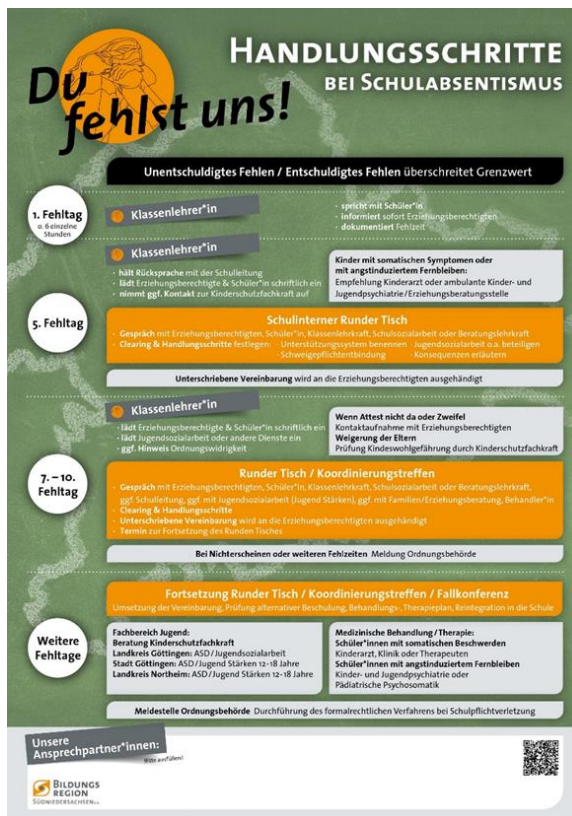 Du
fehlst uns!
HANDLUNGSSCHRITTE
BEI SCHULABSENTISMUS
Unentschuldigtes Fehlen / Entschuldigtes Fehlen überschreitet Grenzwert
1. Fehltag
o. 6 einzelne
Stunden
Klassenlehrer*in
· spricht mit Schüler*in
· informiert sofort Erziehungsberechtigten
· dokumentiert Fehlzeit
Klassenlehrer*in
· hält Rücksprache mit der Schulleitung
· lädt Erziehungsberechtigte & Schüler*in schriftlich ein
· nimmt ggf. Kontakt zur Kinderschutzfachkraft auf
Kinder mit somatischen Symptomen oder
mit angstinduziertem Fernbleiben:
Empfehlung Kinderarzt oder ambulante Kinder- und
Jugendpsychiatrie/Erziehungsberatungsstelle
5. Fehltag
Schulinterner Runder Tisch
· Gespräch mit Erziehungsberechtigten, Schüler*in, Klassenlehrkraft, Schulsozialarbeit oder Beratungslehrkraft
· Clearing & Handlungsschritte festlegen: · Unterstützungssystem benennen · Jugendsozialarbeit o.a. beteiligen
· Schweigepflichtentbindung · Konsequenzen erläutern
Unterschriebene Vereinbarung wird an die Erziehungsberechtigten ausgehändigt
Klassenlehrer*in
· lädt Erziehungsberechtigte & Schüler*in schriftlich ein
· lädt Jugendsozialarbeit oder andere Dienste ein
· ggf. Hinweis Ordnungswidrigkeit
Wenn Attest nicht da oder Zweifel
Kontaktaufnahme mit Erziehungsberechtigten
Weigerung der Eltern
Prüfung Kindeswohlgefährung durch Kinderschutzfachkraft
7. – 10.
Fehltag
Runder Tisch / Koordinierungstreffen
· Gespräch mit Erziehungsberechtigten, Schüler*in, Klassenlehrkraft, Schulsozialarbeit oder Beratungslehrkraft,
ggf. Schulleitung, ggf. mit Jugendsozialarbeit (Jugend Stärken), ggf. mit Familien/Erziehungsberatung, Behandler*in
· Clearing & Handlungsschritte
· Unterschriebene Vereinbarung wird an die Erziehungsberechtigten ausgehändigt
· Termin zur Fortsetzung des Runden Tisches
Bei Nichterscheinen oder weiteren Fehlzeiten Meldung Ordnungsbehörde
Fortsetzung Runder Tisch / Koordinierungstreffen / Fallkonferenz
Umsetzung der Vereinbarung, Prüfung alternativer Beschulung, Behandlungs-, Therapieplan, Reintegration in die Schule
Weitere
Fehltage
Fachbereich Jugend:
Beratung Kinderschutzfachkraft
Landkreis Göttingen: ASD/Jugendsozialarbeit
Stadt Göttingen: ASD/Jugend Stärken 12-18 Jahre
Landkreis Northeim: ASD/Jugend Stärken 12-18 Jahre
Medizinische Behandlung/Therapie:
Schüler*innen mit somatischen Beschwerden
Kinderarzt, Klinik oder Therapeuten
Schüler*innen mit angstinduziertem Fernbleiben
Kinder- und Jugendpsychiatrie oder
Pädiatrische Psychosomatik
Meldestelle Ordnungsbehörde Durchführung des formalrechtlichen Verfahrens bei Schulpflichtverletzung
Unsere
Ansprechpartner*innen:
Bitte ausfüllen!
BILDUNGS
REGION
SÜDNIEDERSACHSEN e.V.